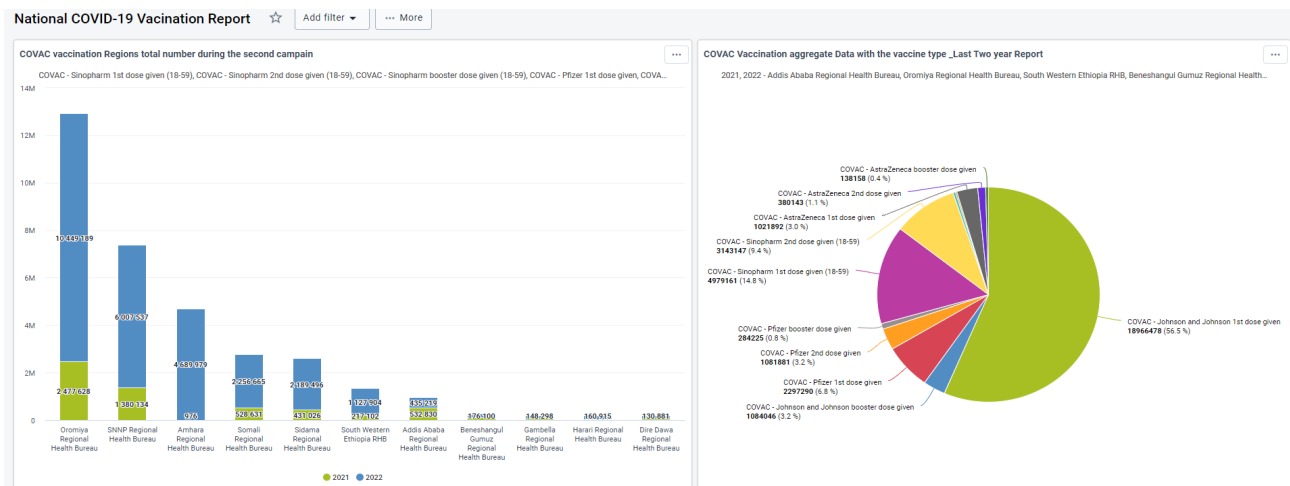 National COVID-19 Vacination Report
Add filter
More
COVAC vaccination Regions total number during the second campain
COVAC - Sinopharm 1st dose given (18-59), COVAC - Sinopharm 2nd dose given (18-59), COVAC - Sinopharm booster dose given (18-59), COVAC - Pfizer 1st dose given, COVA...
14M
12M
10M
8M
6M
4M
2M
0
10 449 189
2 477 628
6 007 537
1 380 134
4 689 979
976
2 256 665
528 631
2 189 496
431 026
1 127 904
217 102
435 219
532 830
176 100
148 298
160 915
130 881
Oromiya
Regional
Health Bureau
SNNP Regional
Health Bureau
Amhara
Regional
Health Bureau
Somali
Regional
Health Bureau
Sidama
Regional
Health Bureau
South Western
Ethiopia RHB
Addis Ababa
Regional
Health Bureau
Beneshangul
Gumuz
Regional
Health Bureau
Gambella
Regional
Health Bureau
Harari Regional
Health Bureau
Dire Dawa
Regional
Health Bureau
2021 2022
COVAC Vaccination aggregate Data with the vaccine type _Last Two year Report
2021, 2022 - Addis Ababa Regional Health Bureau, Oromiya Regional Health Bureau, South Western Ethiopia RHB, Beneshangul Gumuz Regional Health...
COVAC - AstraZeneca booster dose given
138158 (0.4 %)
COVAC - AstraZeneca 2nd dose given
380143 (1.1 %)
COVAC - AstraZeneca 1st dose given
1021892 (3.0 %)
COVAC - Sinopharm 2nd dose given (18-59)
3143147 (9.4 %)
COVAC - Sinopharm 1st dose given (18-59)
4979161 (14.8 %)
COVAC - Pfizer booster dose given
284225 (0.8 %)
COVAC - Pfizer 2nd dose given
1081881 (3.2 %)
COVAC - Pfizer 1st dose given
2297290 (6.8 %)
COVAC - Johnson and Johnson booster dose given
1084046 (3.2 %)
COVAC - Johnson and Johnson 1st dose given
18966478 (56.5 %)